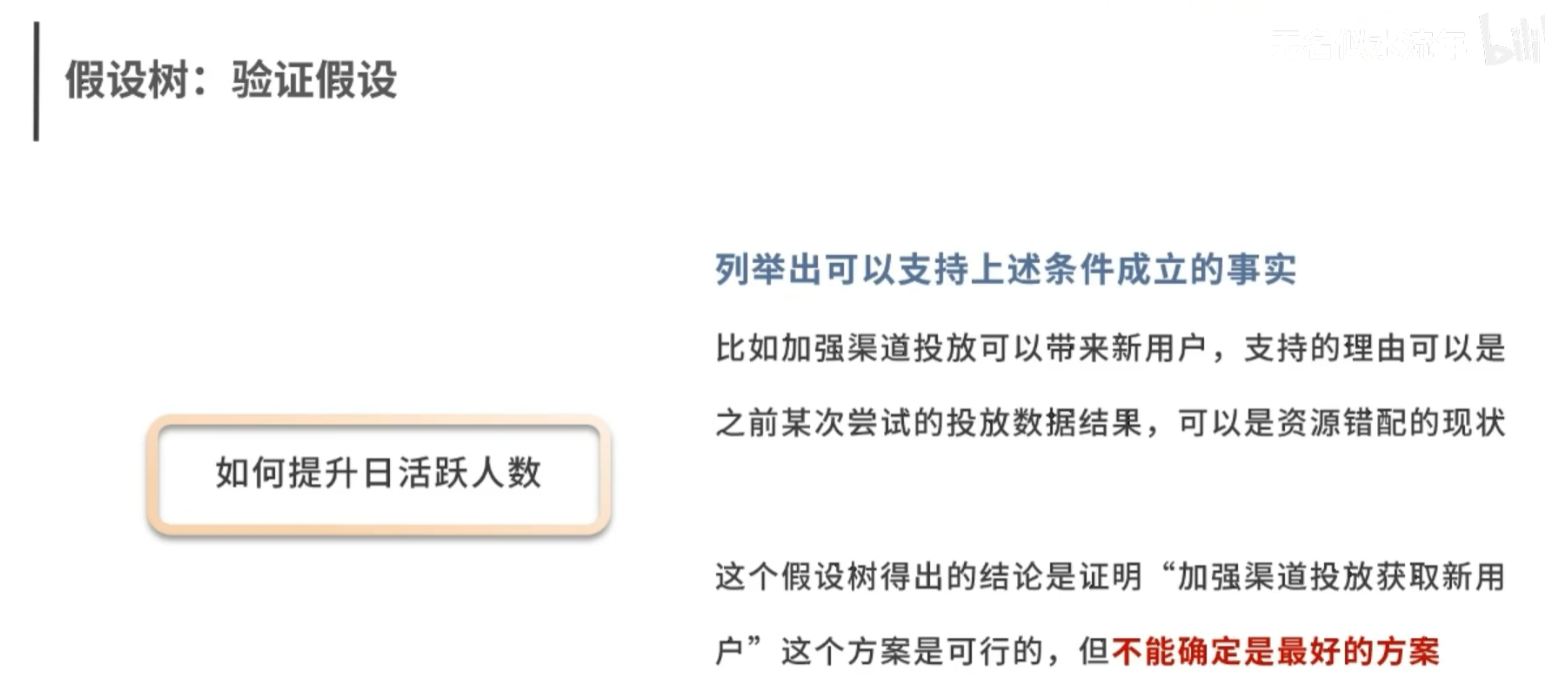 假设树：验证假设
列举出可以支持上述条件成立的事实
比如加强渠道投放可以带来新用户，支持的理由可以是
之前某次尝试的投放数据结果，可以是资源错配的现状
如何提升日活跃人数
这个假设树得出的结论是证明“加强渠道投放获取新用
户”这个方案是可行的，但不能确定是最好的方案